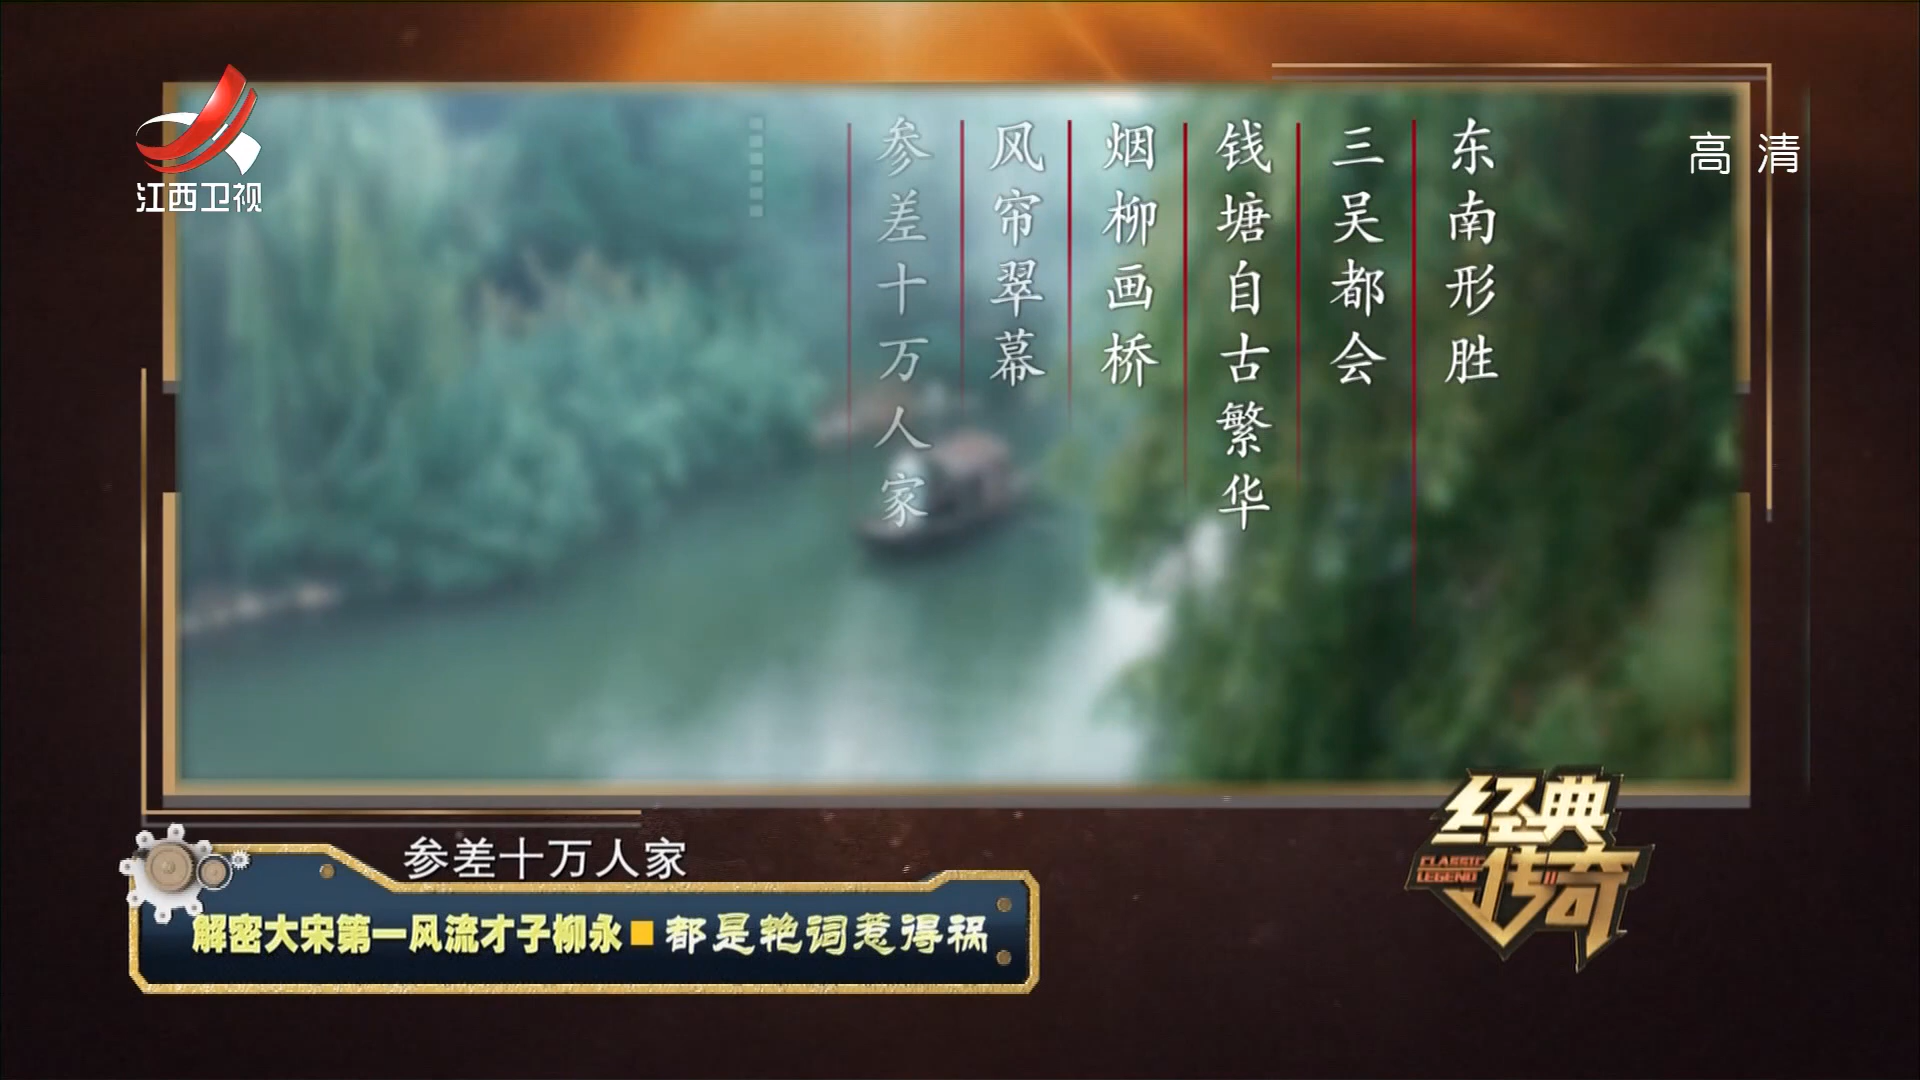 江西卫视
高清
东南形胜
三吴都会
钱塘自古繁华
烟柳画桥
风帘翠幕
参差十万人家
参差十万人家
解密大宋第一风流才子柳永■都是艳词惹得祸
经典传奇
CLASSIC LEGEND